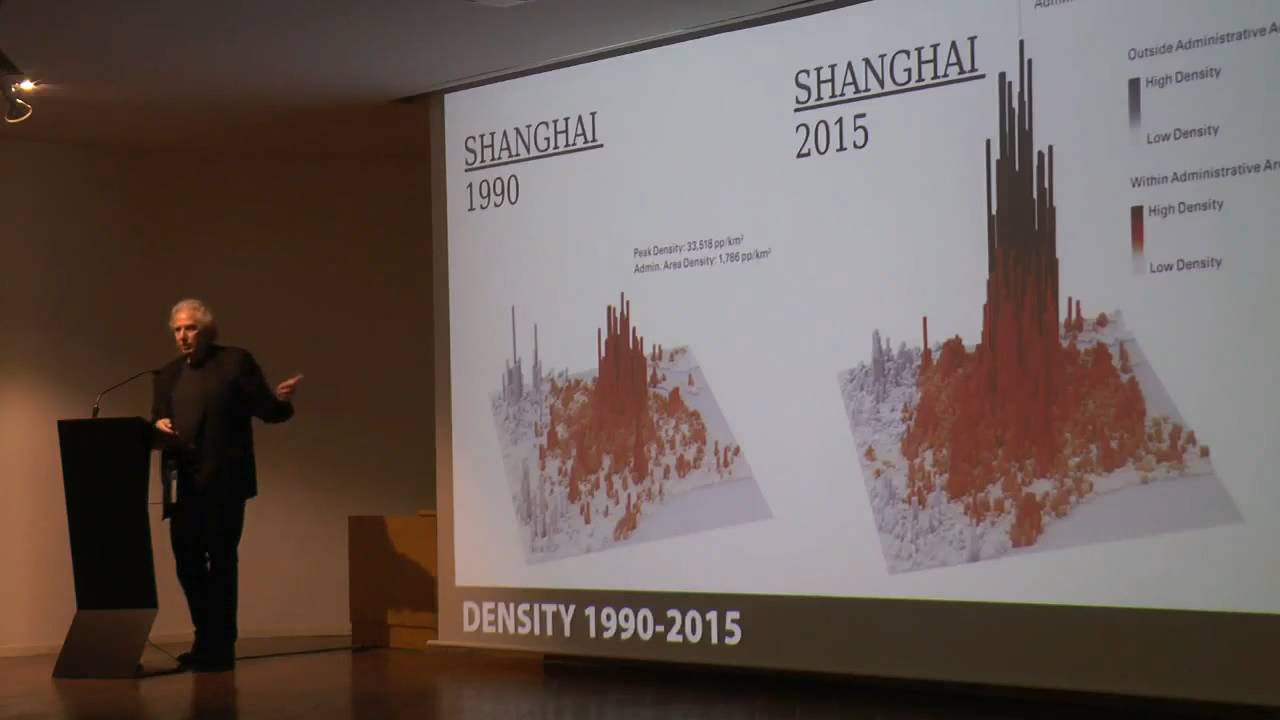 SHANGHAI
1990
Peak Density: 33,518 pp/km²
Admin. Area Density: 1,786 pp/km²
SHANGHAI
2015
Outside Administrative
High Density
Low Density
Within Administrative
High Density
Low Density
DENSITY 1990-2015